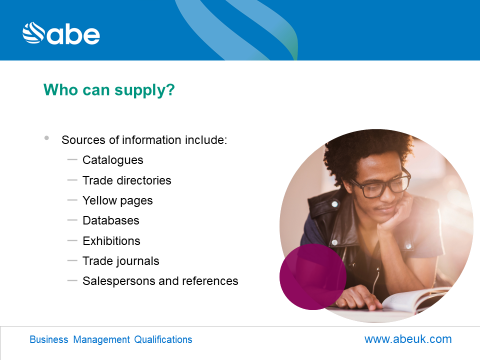 abe
Who can supply?
• Sources of information include:
— Catalogues
— Trade directories
— Yellow pages
— Databases
— Exhibitions
— Trade journals
— Salespersons and references
Business Management Qualifications
www.abeuk.com